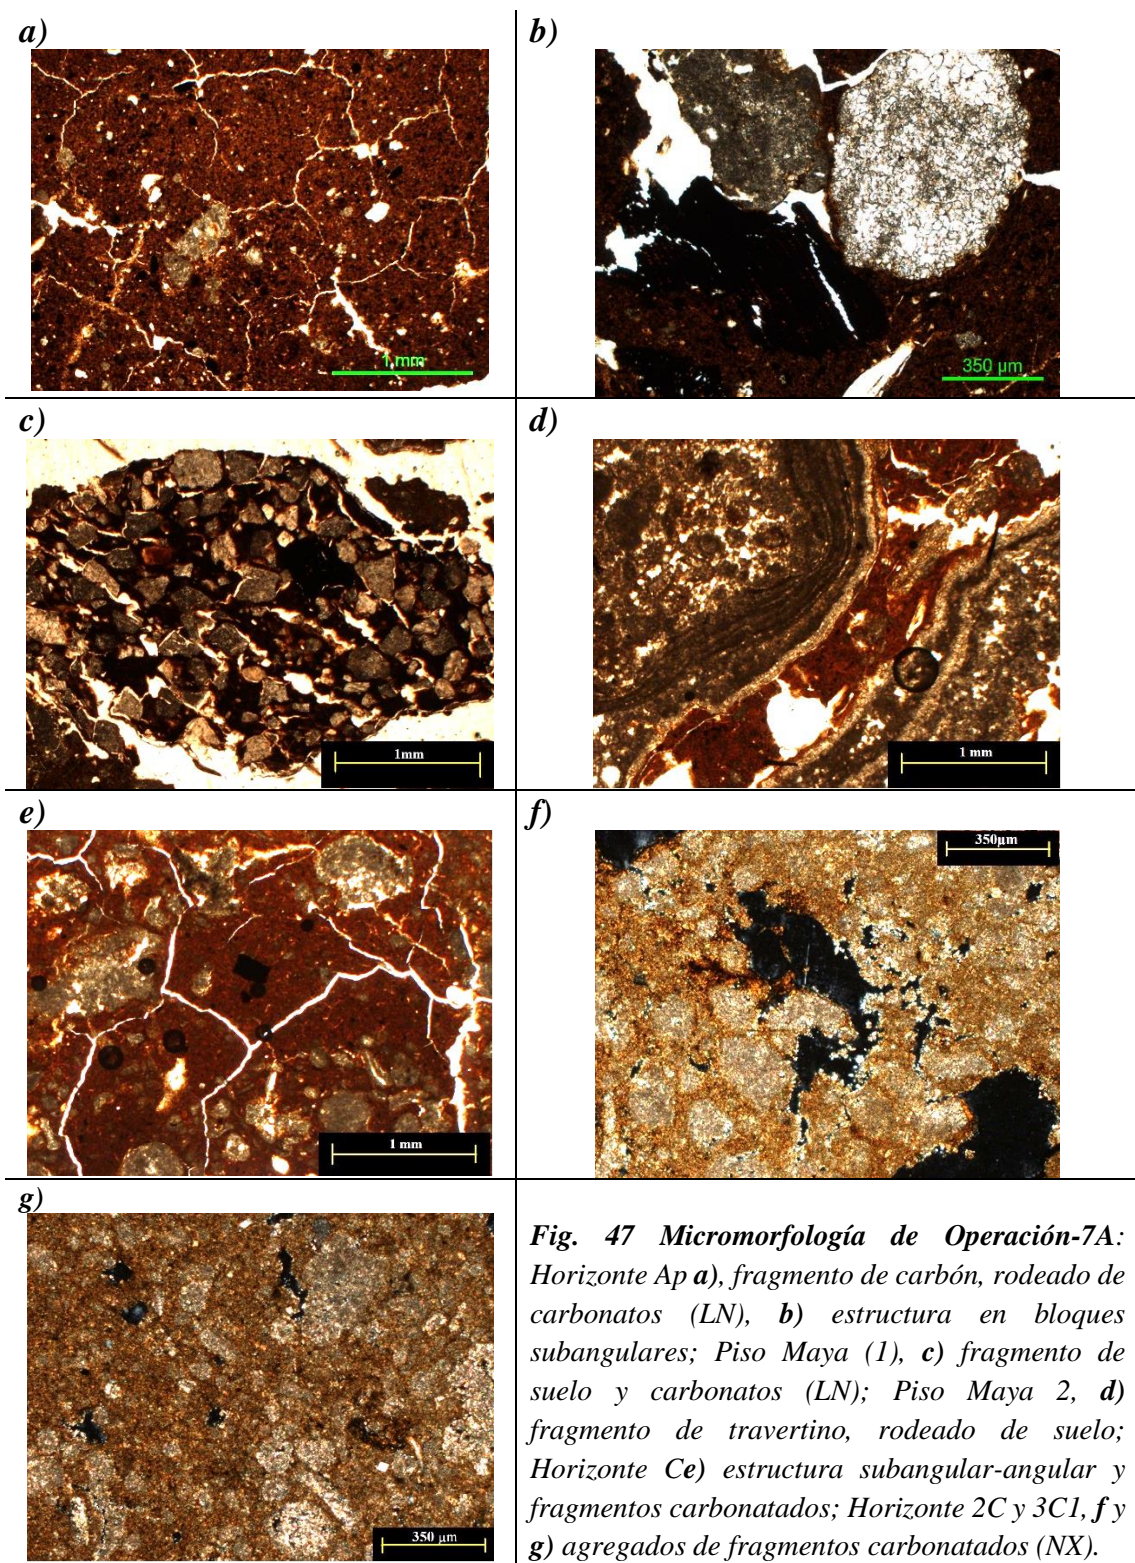 a)
1 mm
b)
350 µm
c)
1mm
d)
1 mm
e)
1 mm
f)
350µm
g)
350 µm
Fig. 47 Micromorfología de Operación-7A:
Horizonte Ap a), fragmento de carbón, rodeado de
carbonatos (LN), b) estructura en bloques
subangulares; Piso Maya (1), c) fragmento de
suelo y carbonatos (LN); Piso Maya 2, d)
fragmento de travertino, rodeado de suelo;
Horizonte Ce) estructura subangular-angular y
fragmentos carbonatados; Horizonte 2C y 3C1, f y
g) agregados de fragmentos carbonatados (NX).